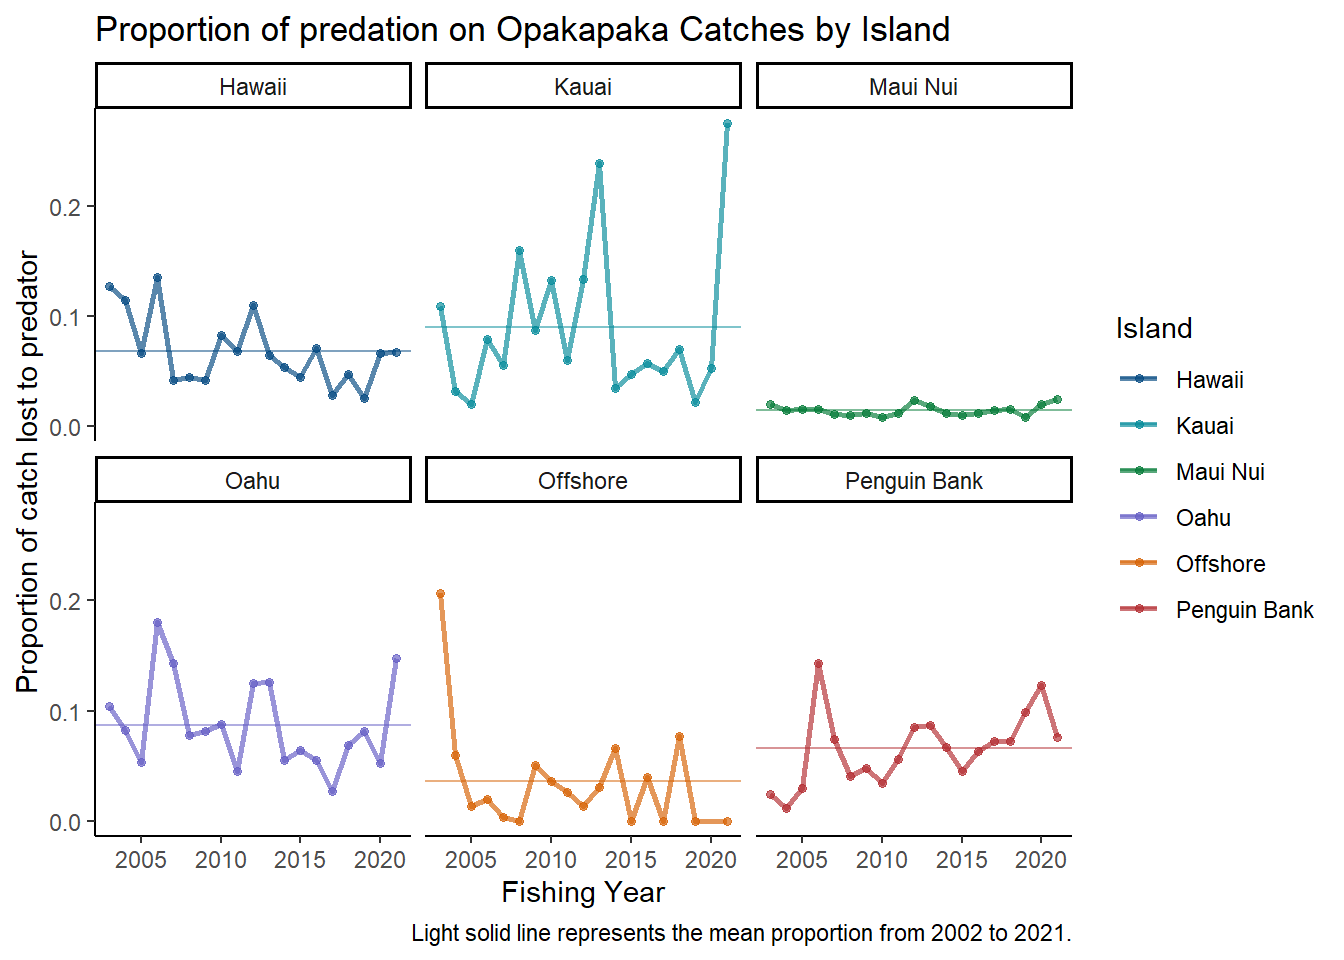 Proportion of predation on Opakapaka Catches by Island
Hawaii
Kauai
Maui Nui
Proportion of catch lost to predator
0.2
0.1
0.0
Oahu
Offshore
Penguin Bank
0.2
0.1
0.0
2005 2010 2015 2020
2005 2010 2015 2020
2005 2010 2015 2020
Fishing Year
Light solid line represents the mean proportion from 2002 to 2021.
Island
Hawaii
Kauai
Maui Nui
Oahu
Offshore
Penguin Bank